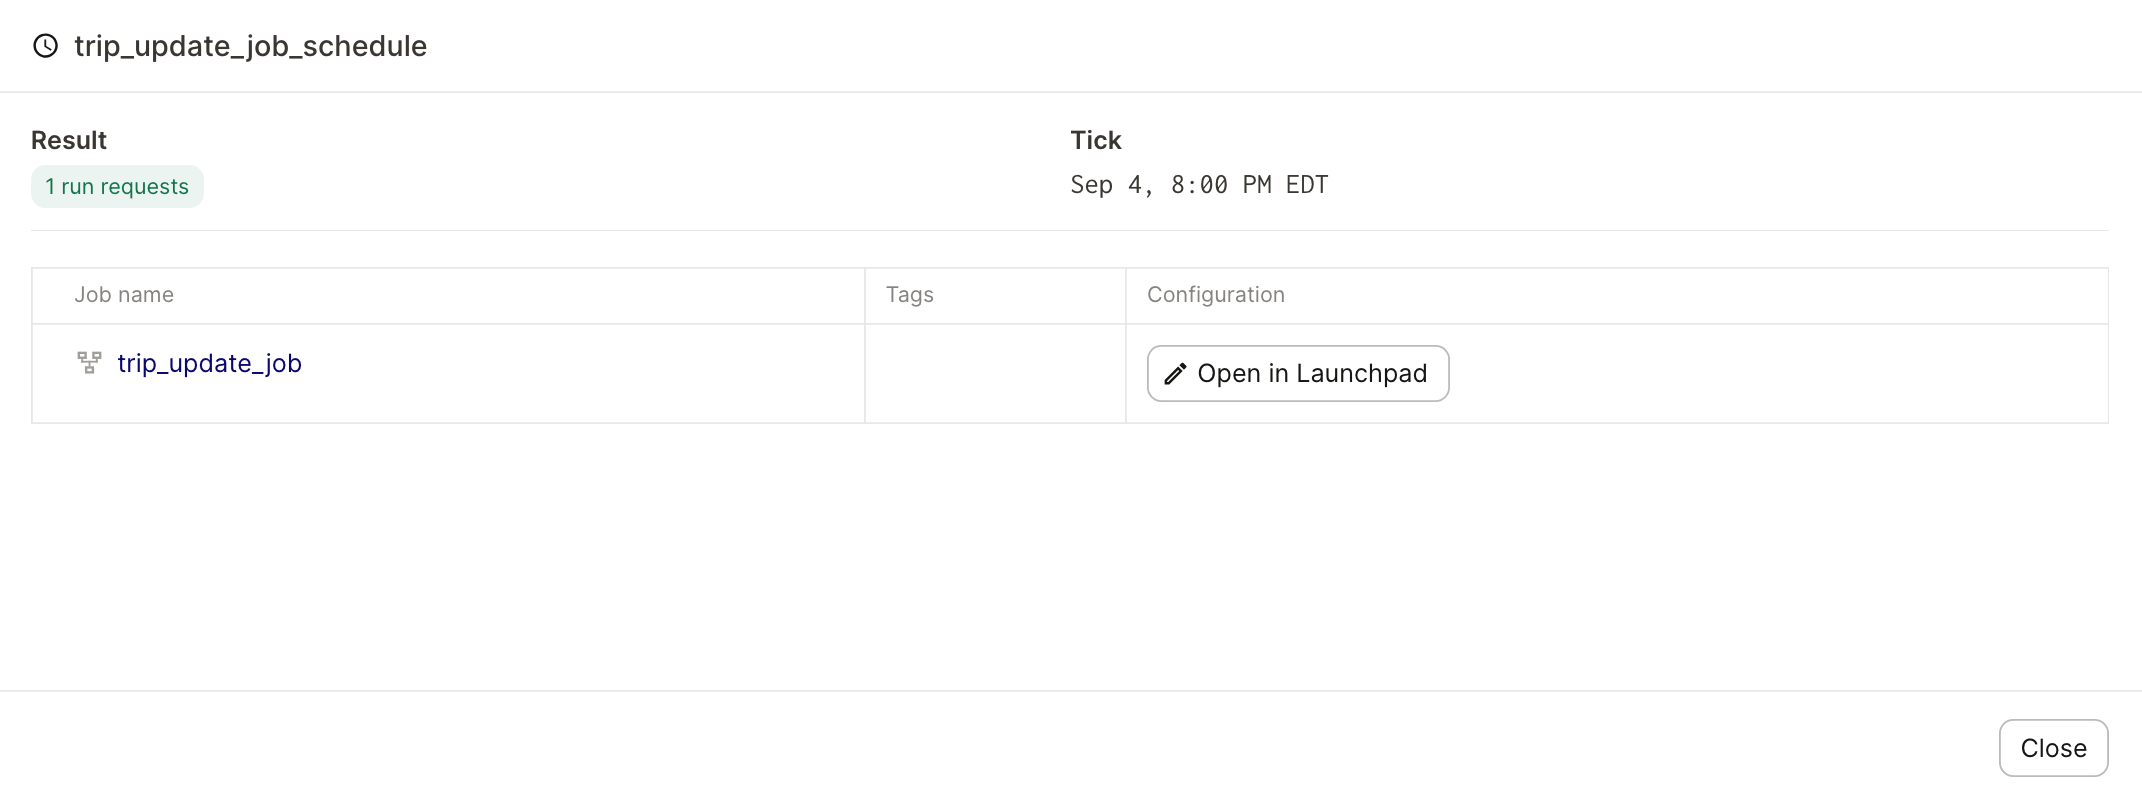 trip_update_job_schedule
Result
1 run requests
Tick
Sep 4, 8:00 PM EDT
Job name
Tags
Configuration
trip_update_job
Open in Launchpad
Close